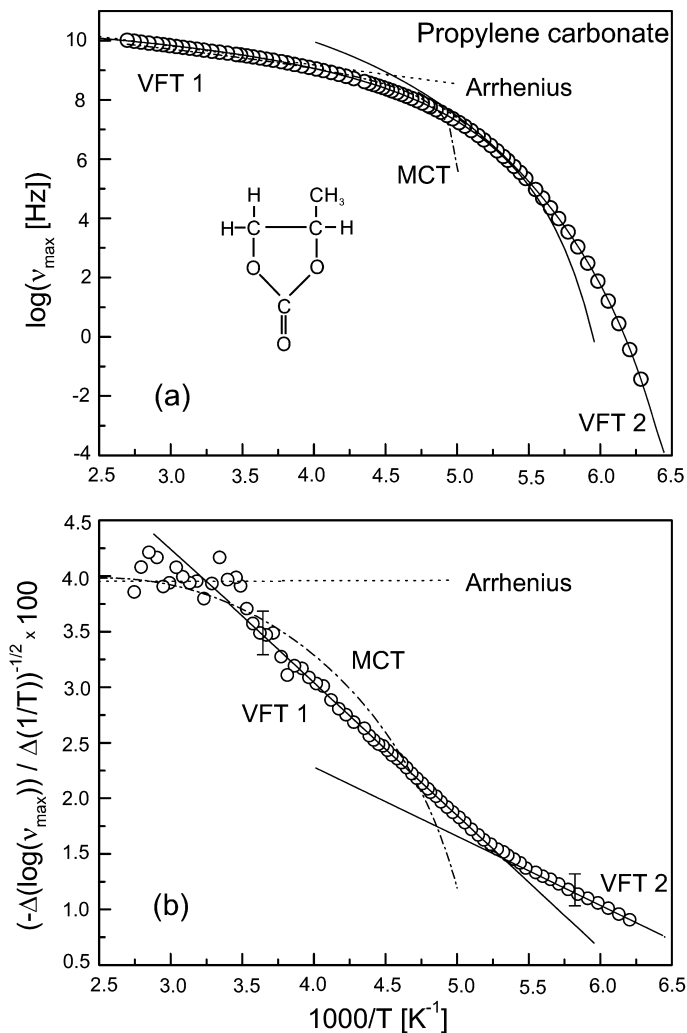 Propylene carbonate
10
8
6
4
2
0
-2
-4
log(ν_max [Hz])
VFT 1
Arrhenius
MCT
H CH₃
H C C H
O O
C
O
(a)
VFT 2
2.5 3.0 3.5 4.0 4.5 5.0 5.5 6.0 6.5
4.5
4.0
3.5
3.0
2.5
2.0
1.5
1.0
0.5
(-Δ(log(ν_max)) / Δ(1/T))^-1/2 x 100
Arrhenius
MCT
VFT 1
VFT 2
(b)
2.5 3.0 3.5 4.0 4.5 5.0 5.5 6.0 6.5
1000/T [K⁻¹]